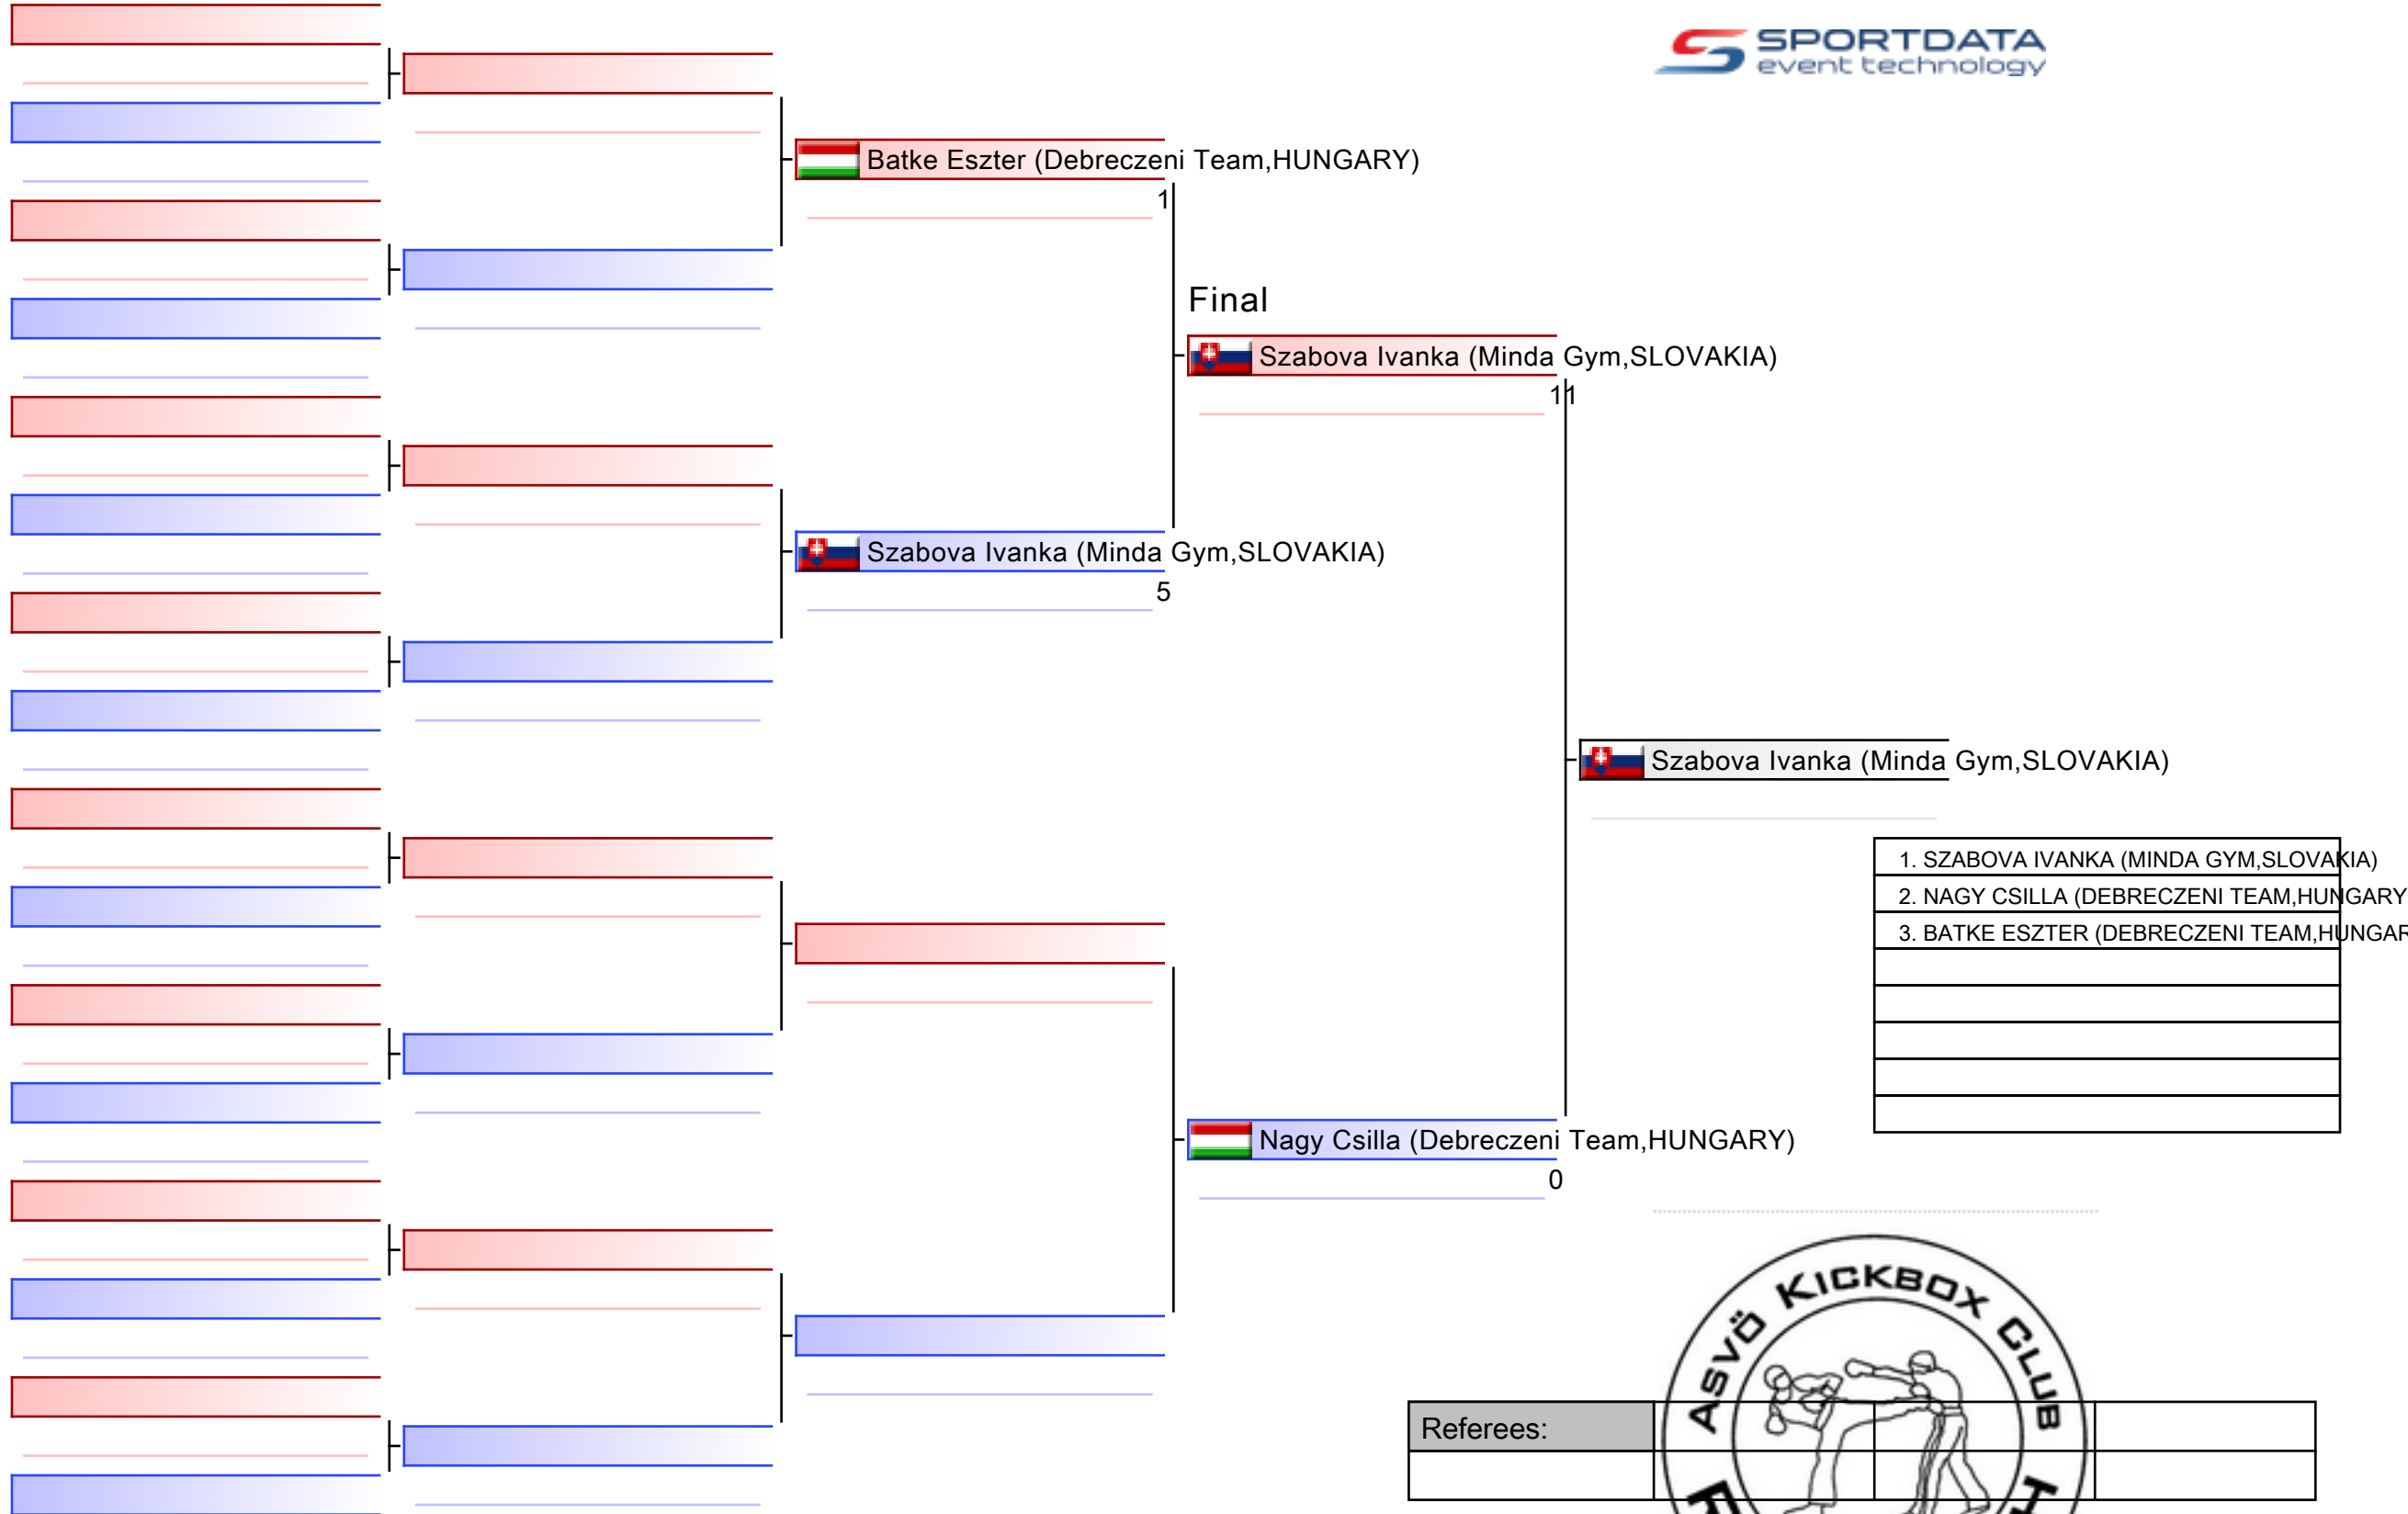 SPORTDATA
event technology
Batke Eszter (Debreczeni Team,HUNGARY)
1
Final
Szabova Ivanka (Minda Gym,SLOVAKIA)
11
Szabova Ivanka (Minda Gym,SLOVAKIA)
5
Szabova Ivanka (Minda Gym,SLOVAKIA)
1. SZABOVA IVANKA (MINDA GYM,SLOVAKIA)
2. NAGY CSILLA (DEBRECZENI TEAM,HUNGARY
3. BATKE ESZTER (DEBRECZENI TEAM,HUNGAR
Nagy Csilla (Debreczeni Team,HUNGARY)
0
ASVÖ KICKBOX CLUB
Referees: